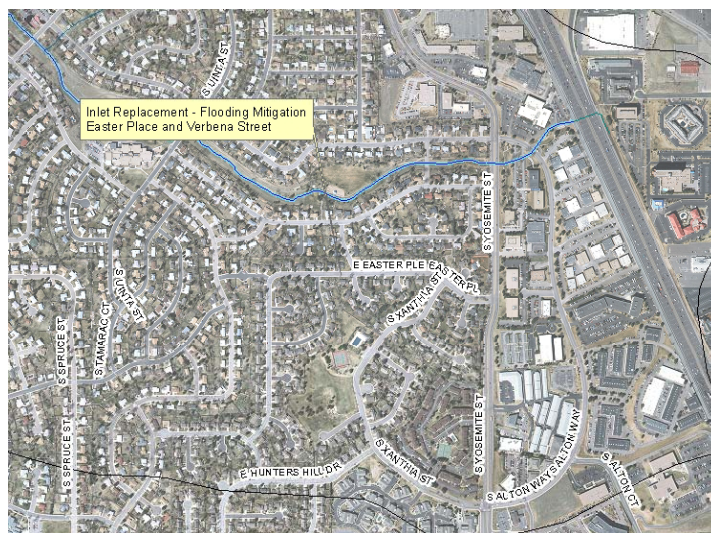 S UINTA ST
Inlet Replacement - Flooding Mitigation
Easter Place and Verbena Street
S YOSEMITE ST
E EASTER PL
E EASTER PL
S UINTA ST
S XANTHIA ST
S TAMARAC CT
S SPRUCE ST
S YOSEMITE ST
S SPRUCE ST
E HUNTERS HILL DR
S XANTHIA ST
S ALTON WAY
S ALTON WAY
S ALTON CT